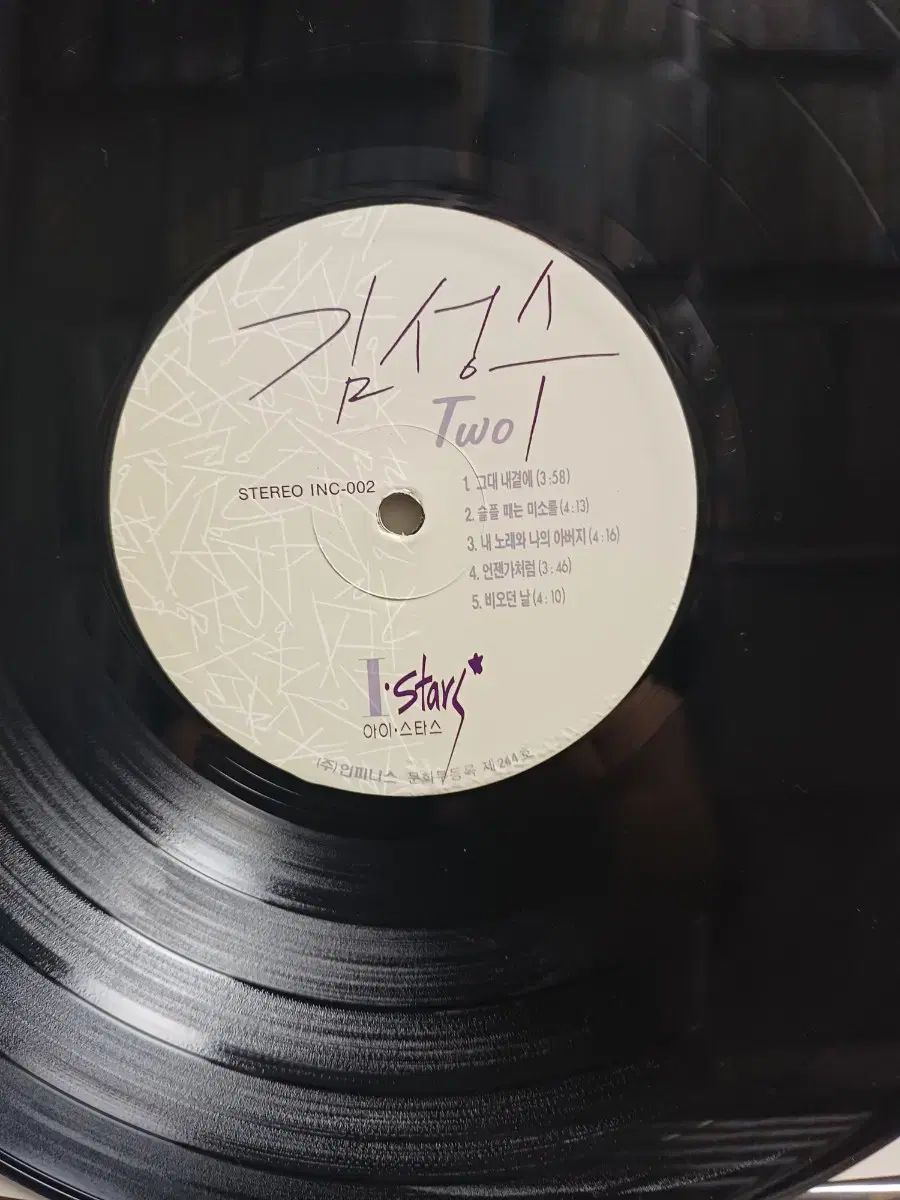 김성수
Two
STEREO INC-002
1. 그대 내곁에 (3:58)
2. 슬플 때는 미소를 (4:13)
3. 내 노래와 나의 아버지 (4:16)
4. 언젠가처럼 (3:46)
5. 비오던 날 (4:10)
I·Stars
아이·스타스
(주)인피니스 문화부등록 제244호